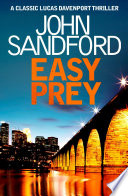 A CLASSIC LUCAS DAVENPORT THRILLER
JOHN
SANDFORD
EASY
PREY